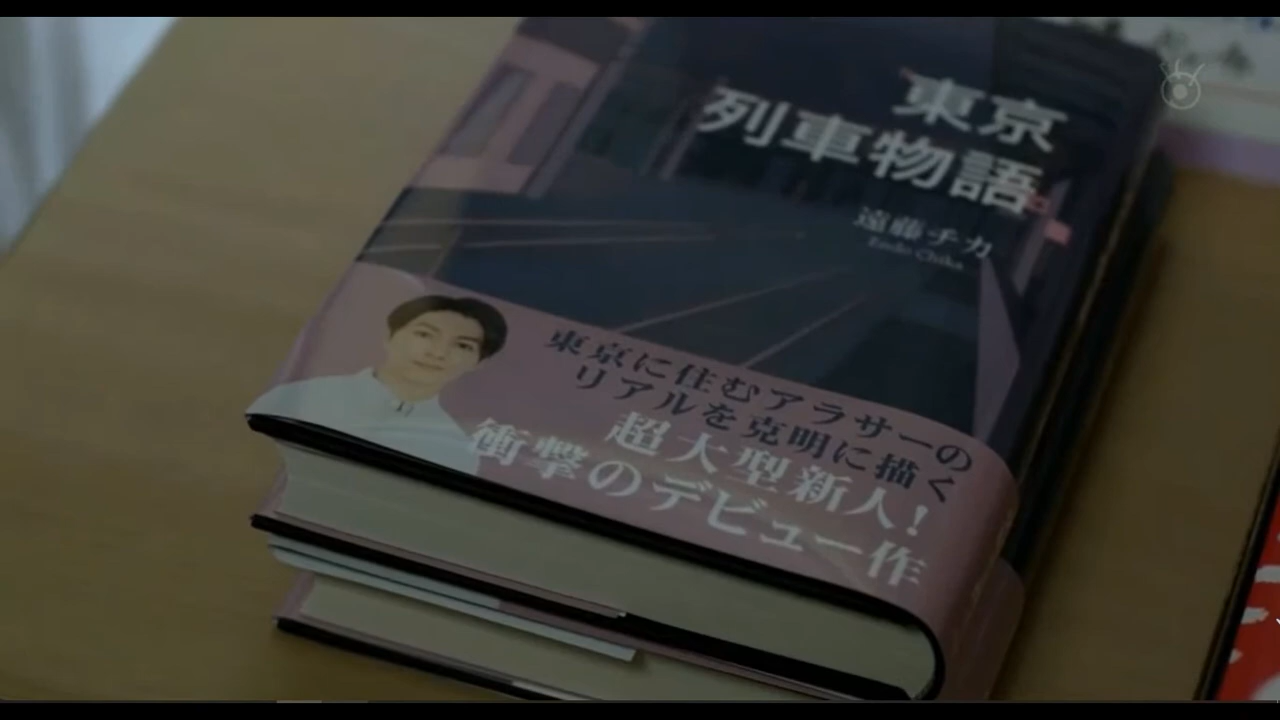 東京
列車物語
遠藤チカ
Endo Chika
東京に住むアラサーの
リアルを克明に描く
超大型新人!
衝撃のデビュー作